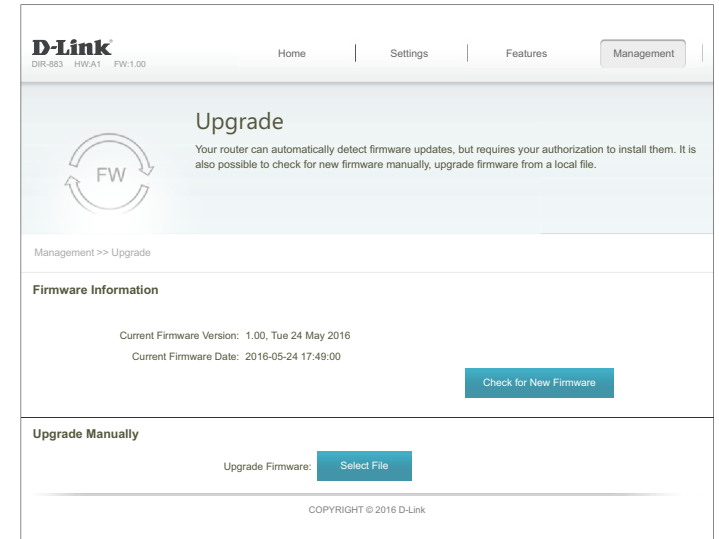 D-Link
DIR-883 HW:A1 FW:1.00
Home
Settings
Features
Management
Upgrade
Your router can automatically detect firmware updates, but requires your authorization to install them. It is
also possible to check for new firmware manually, upgrade firmware from a local file.
FW
Management >> Upgrade
Firmware Information
Current Firmware Version: 1.00, Tue 24 May 2016
Current Firmware Date: 2016-05-24 17:49:00
Check for New Firmware
Upgrade Manually
Upgrade Firmware: Select File
COPYRIGHT © 2016 D-Link